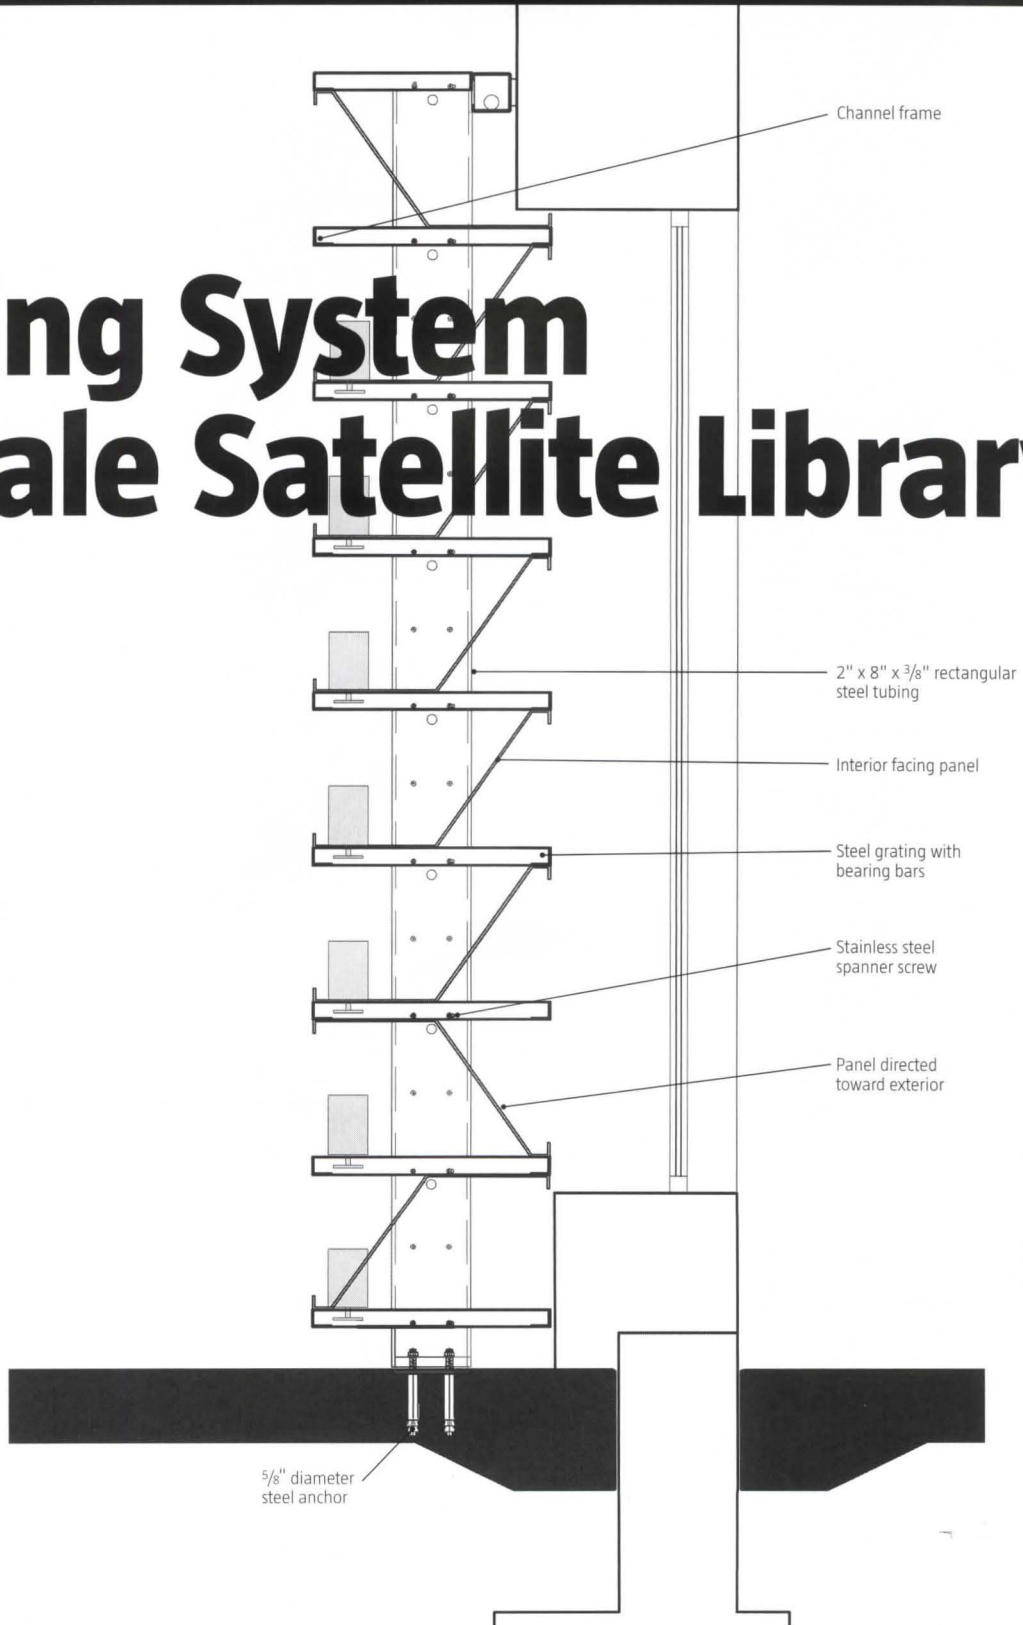 Channel frame
ng System
ale Satellite Library
2" x 8" x 3/8" rectangular
steel tubing
Interior facing panel
Steel grating with
bearing bars
Stainless steel
spanner screw
Panel directed
toward exterior
5/8" diameter
steel anchor